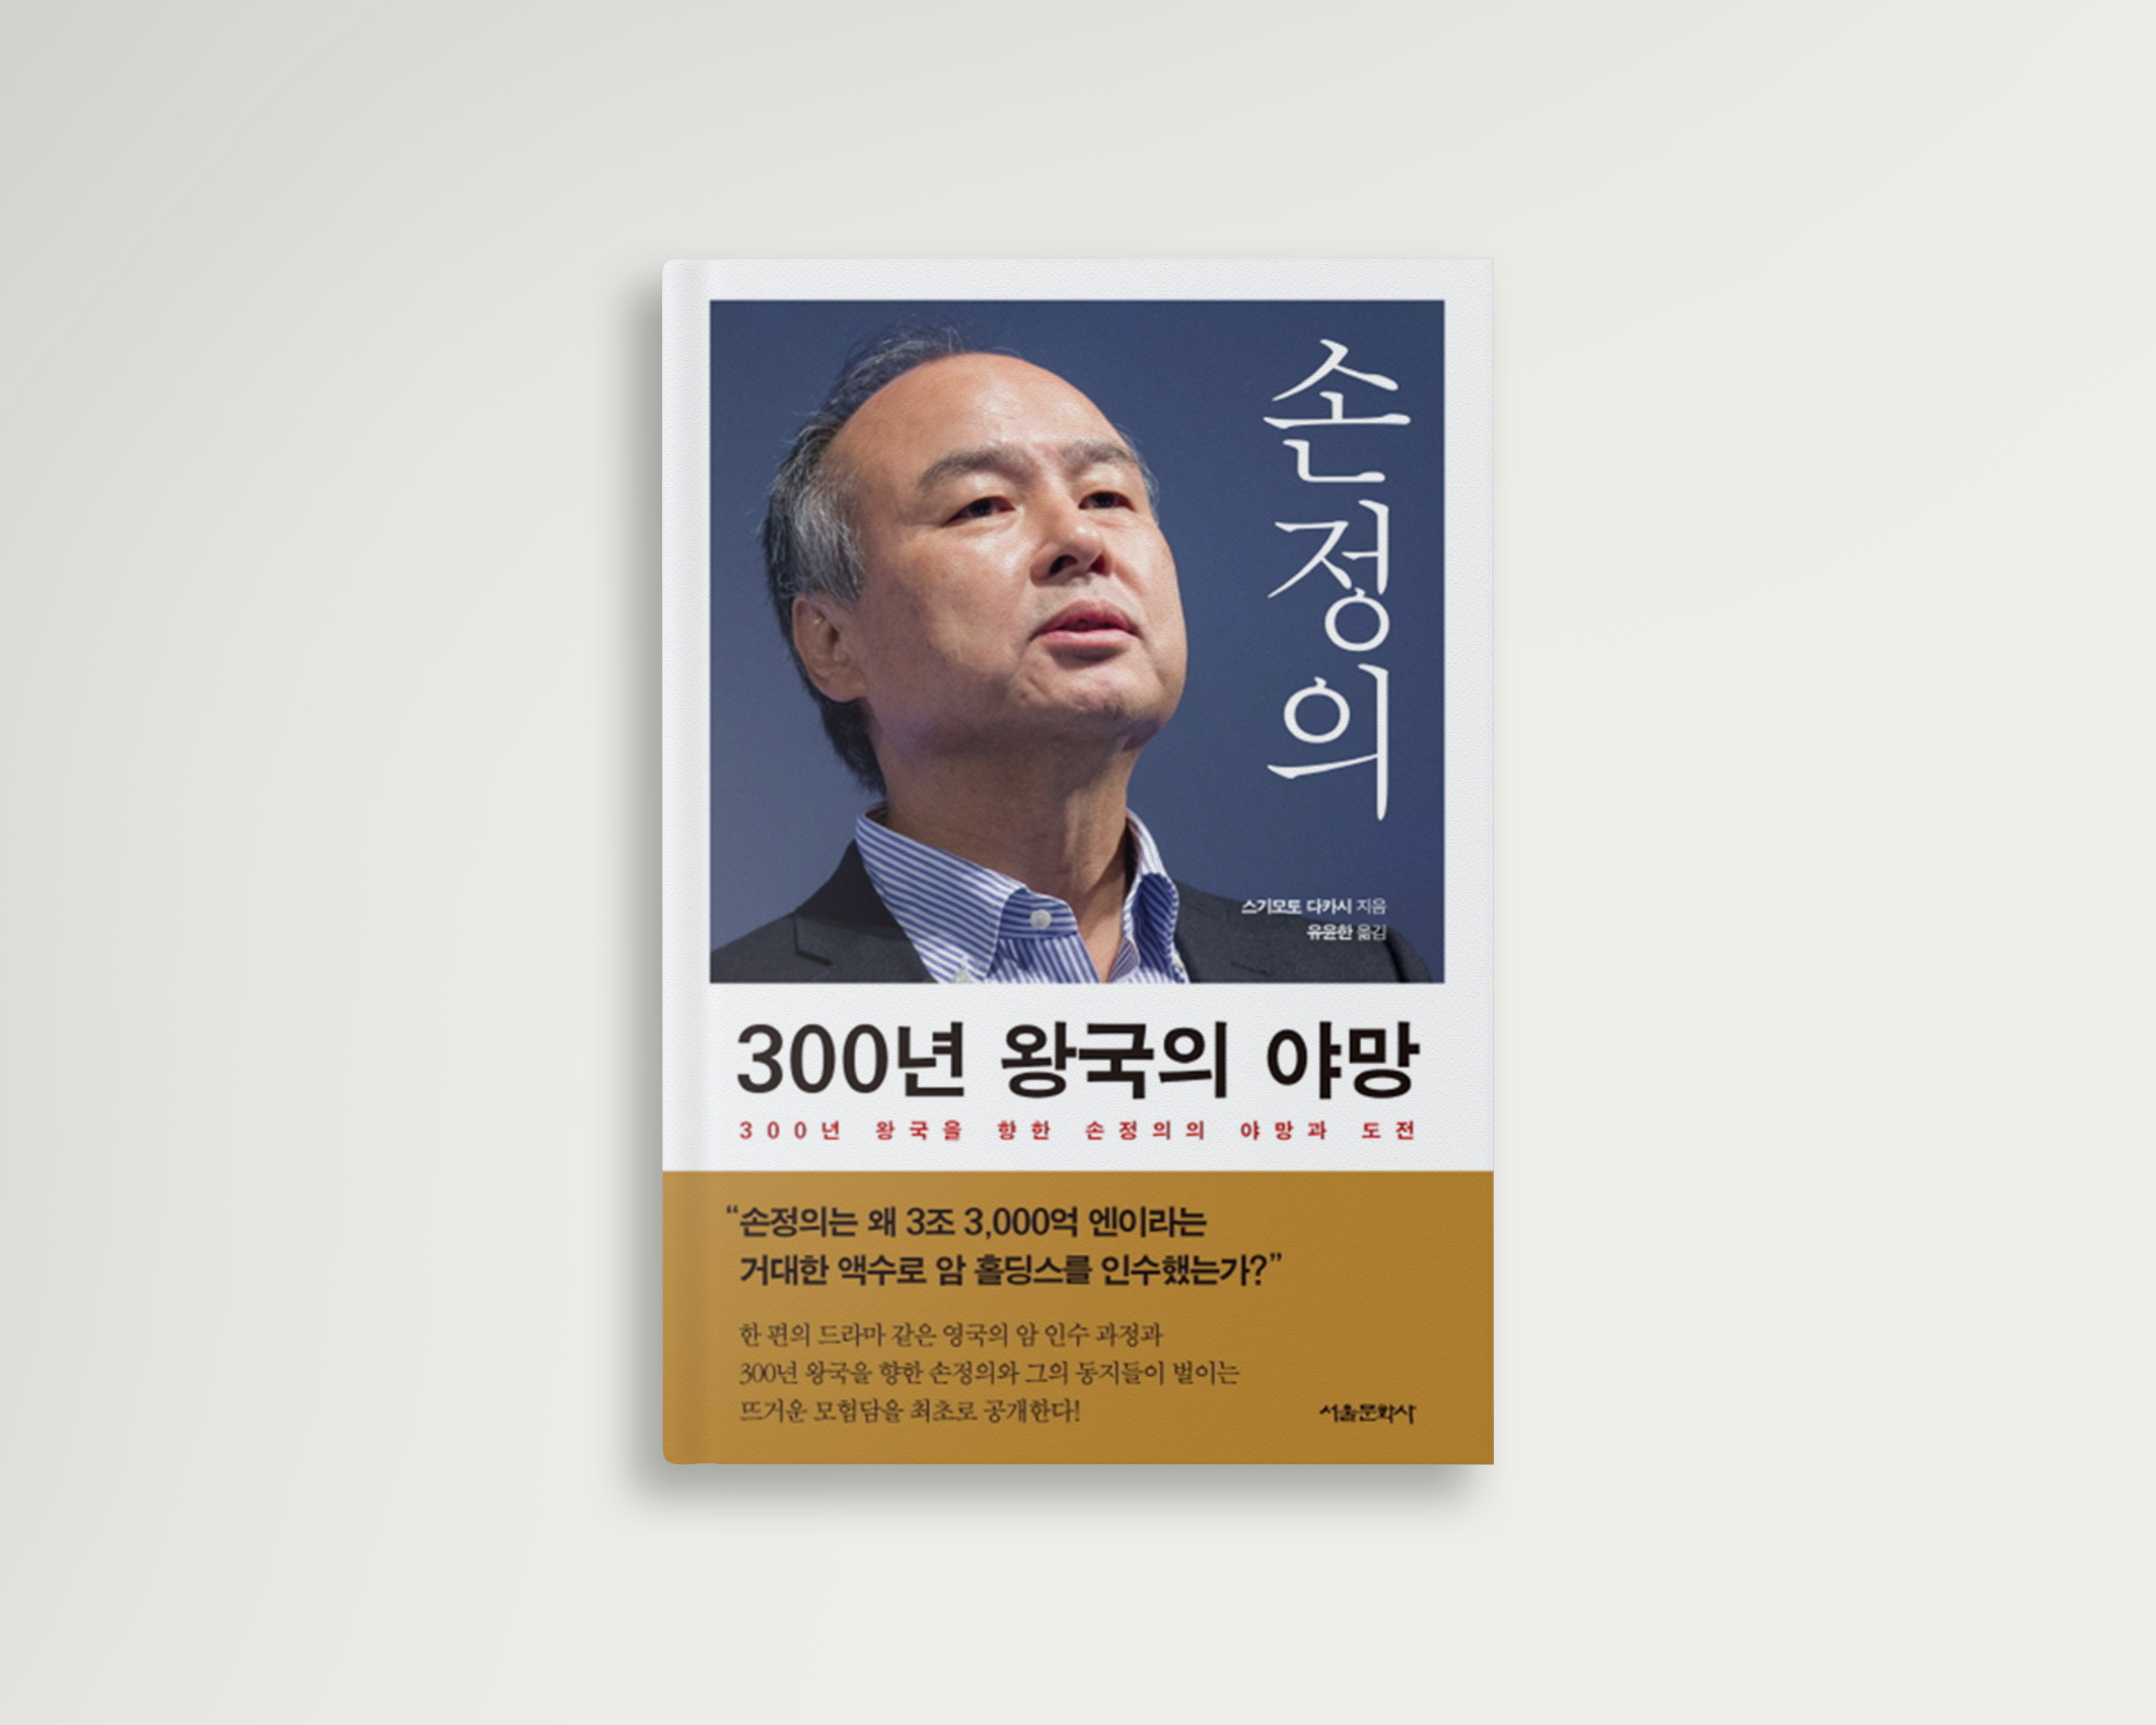 손정의
스기모토 다카시 지음
유윤한 옮김
300년 왕국의 야망
300년 왕국을 향한 손정의의 야망과 도전
“손정의는 왜 3조 3,000억 엔이라는
거대한 액수로 암 홀딩스를 인수했는가?”
한 편의 드라마 같은 영국의 암 인수 과정과
300년 왕국을 향한 손정의와 그의 동지들이 벌이는
뜨거운 모험담을 최초로 공개한다!
서울문화사